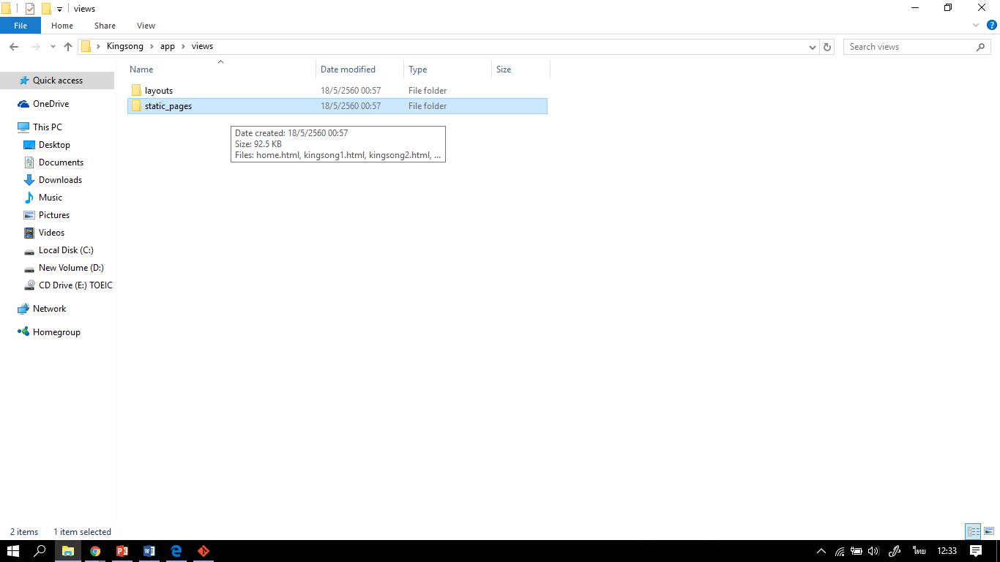 views
File Home Share View
Kingsong app views
Search views
Name Date modified Type Size
layouts 18/5/2560 00:57 File folder
static_pages 18/5/2560 00:57 File folder
Date created: 18/5/2560 00:57
Size: 92.5 KB
Files: home.html, kingsong1.html, kingsong2.html, ...
Quick access
OneDrive
This PC
Desktop
Documents
Downloads
Music
Pictures
Videos
Local Disk (C:)
New Volume (D:)
CD Drive (E:) TOEIC
Network
Homegroup
2 items 1 item selected
ไทย 12:33